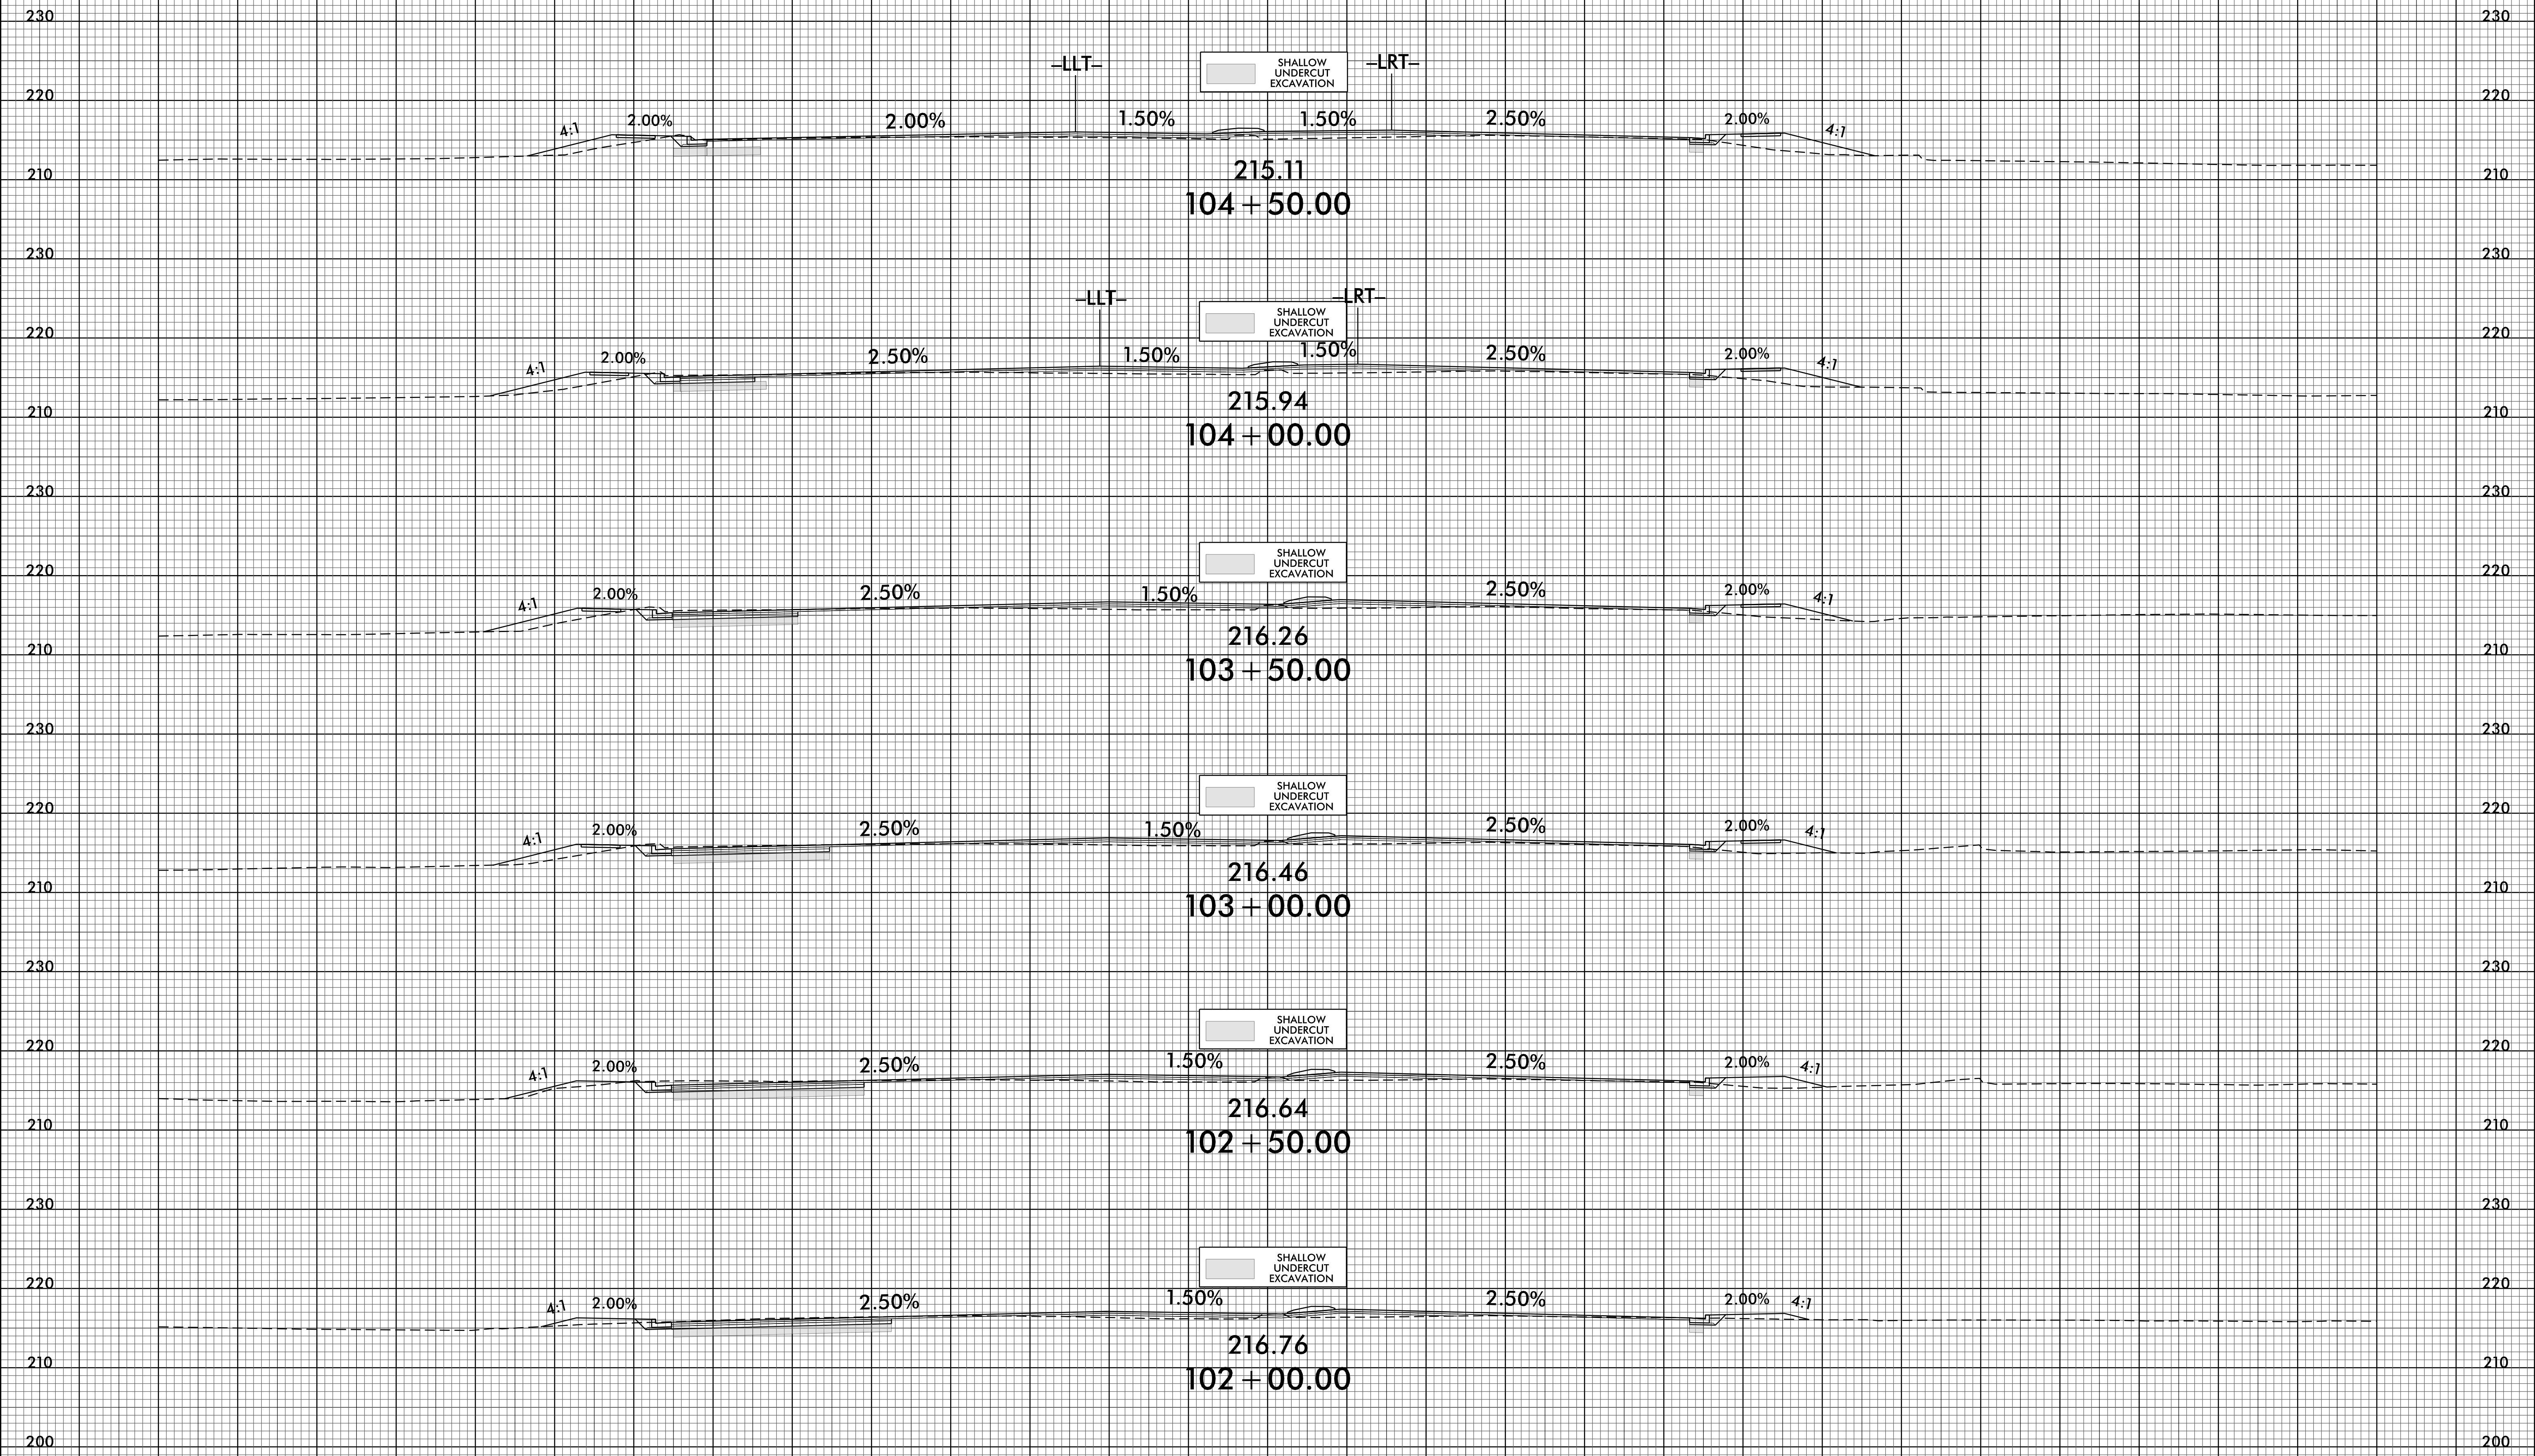 230 230
–LLT– SHALLOW –LRT–
UNDERCUT
EXCAVATION
220 220
4:1 2.00% 2.00% 1.50% 1.50% 2.50% 2.00% 4:1
210 215.11 210
104+50.00
230 230
–LLT– –LRT–
SHALLOW
UNDERCUT
EXCAVATION
220 220
4:1 2.00% 2.50% 1.50% 1.50% 2.50% 2.00% 4:1
215.94
210 210
104+00.00
230 230
SHALLOW
UNDERCUT
EXCAVATION
220 220
4:1 2.00% 2.50% 1.50% 2.50% 2.00% 4:1
216.26
210 210
103+50.00
230 230
SHALLOW
UNDERCUT
EXCAVATION
220 220
4:1 2.00% 2.50% 1.50% 2.50% 2.00% 4:1
216.46
210 210
103+00.00
230 230
SHALLOW
UNDERCUT
EXCAVATION
220 220
4:1 2.00% 2.50% 1.50% 2.50% 2.00% 4:1
216.64
210 210
102+50.00
230 230
SHALLOW
UNDERCUT
EXCAVATION
220 220
4:1 2.00% 2.50% 1.50% 2.50% 2.00% 4:1
216.76
210 210
102+00.00
200 200